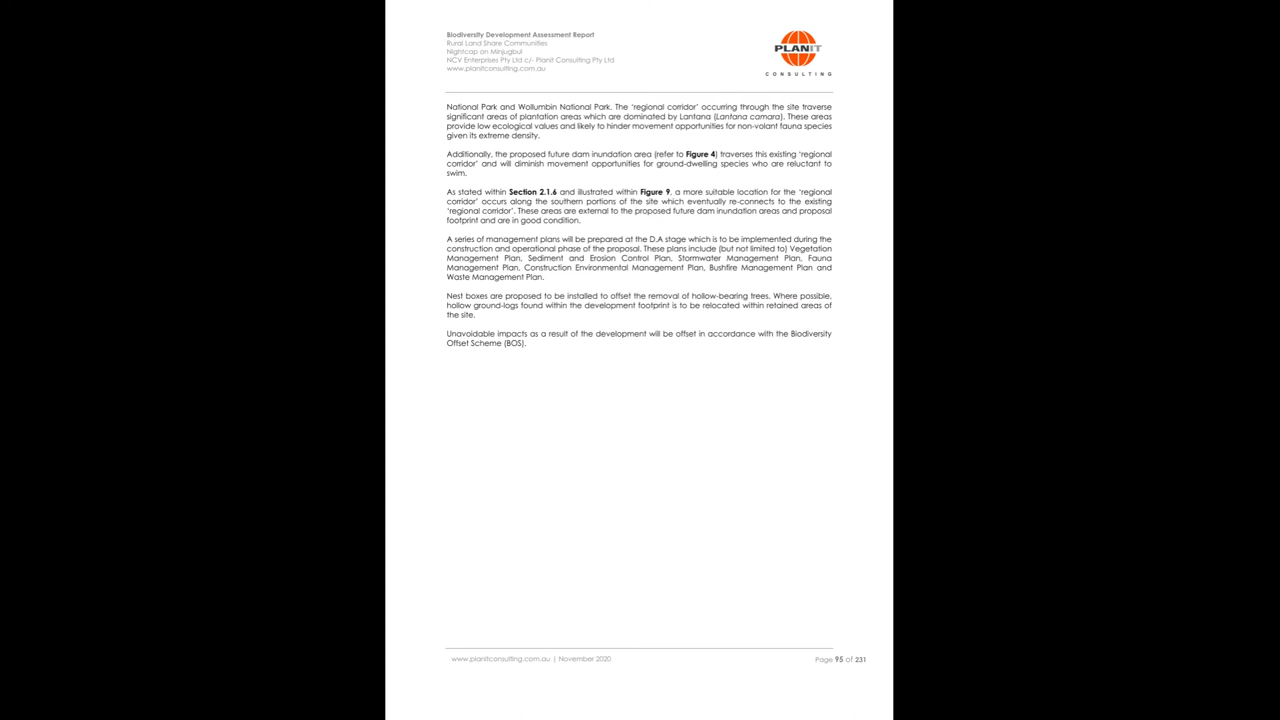 Biodiversity Development Assessment Report
Rural Land Share Communities
Nightcap on Minjugbul
NCV Enterprises Pty Ltd c/- Planit Consulting Pty Ltd
www.planitconsulting.com.au
PLANIT
CONSULTING
National Park and Wollumbin National Park. The 'regional corridor' occurring through the site traverse
significant areas of plantation areas which are dominated by Lantana (Lantana camara). These areas
provide low ecological values and likely to hinder movement opportunities for non-volant fauna species
given its extreme density.
Additionally, the proposed future dam inundation area (refer to Figure 4) traverses this existing 'regional
corridor' and will diminish movement opportunities for ground-dwelling species who are reluctant to
swim.
As stated within Section 2.1.6 and illustrated within Figure 9, a more suitable location for the 'regional
corridor' occurs along the southern portions of the site which eventually re-connects to the existing
'regional corridor'. These areas are external to the proposed future dam inundation areas and proposal
footprint and are in good condition.
A series of management plans will be prepared at the D.A stage which is to be implemented during the
construction and operational phase of the proposal. These plans include (but not limited to) Vegetation
Management Plan, Sediment and Erosion Control Plan, Stormwater Management Plan, Fauna
Management Plan, Construction Environmental Management Plan, Bushfire Management Plan and
Waste Management Plan.
Nest boxes are proposed to be installed to offset the removal of hollow-bearing trees. Where possible,
hollow ground-logs found within the development footprint is to be relocated within retained areas of
the site.
Unavoidable impacts as a result of the development will be offset in accordance with the Biodiversity
Offset Scheme (BOS).
www.planitconsulting.com.au | November 2020
Page 95 of 231